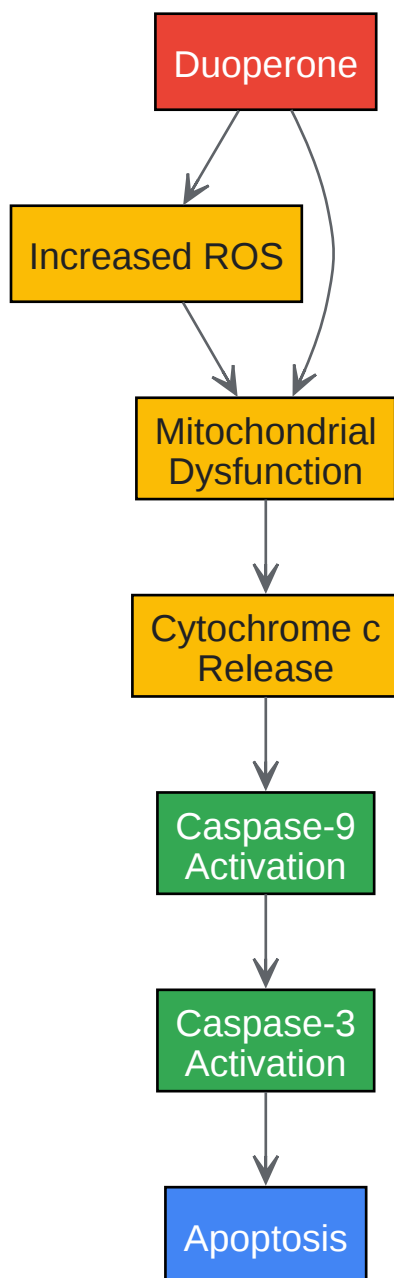 Duoperone
Increased ROS
Mitochondrial
Dysfunction
Cytochrome c
Release
Caspase-9
Activation
Caspase-3
Activation
Apoptosis